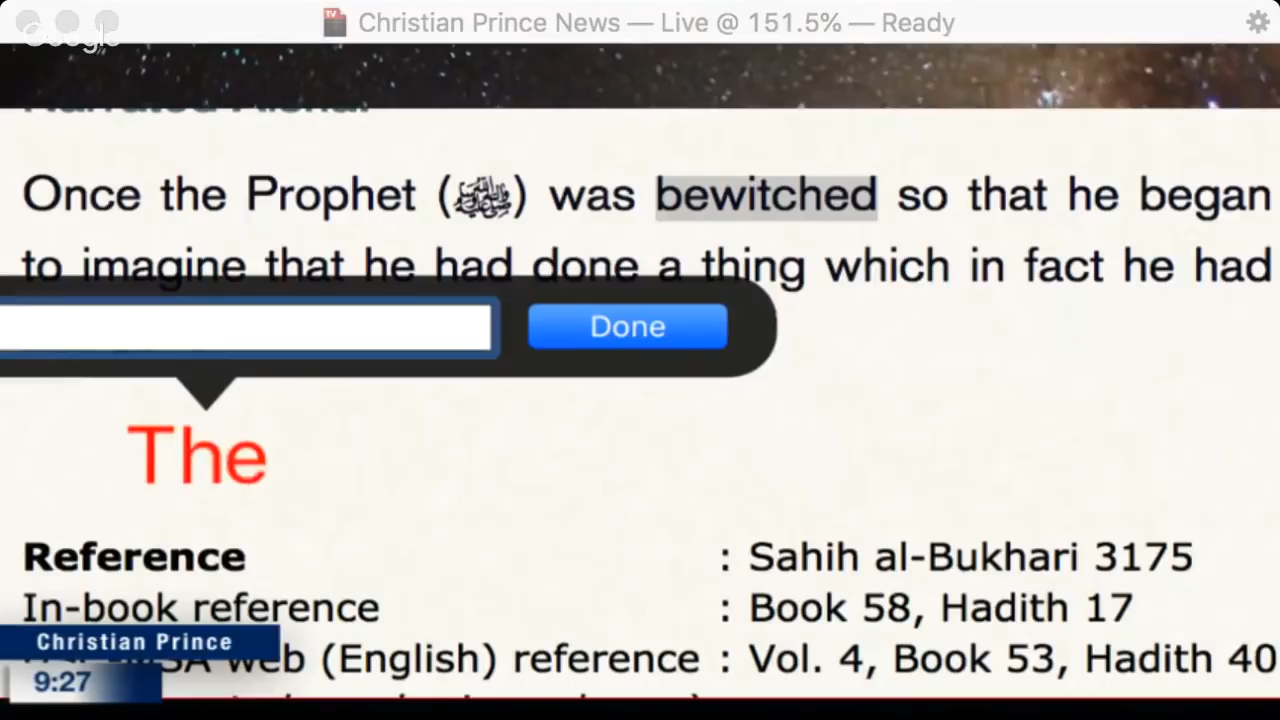 Christian Prince News — Live @ 151.5% — Ready
Google
Narrated Aisha:
Once the Prophet (ﷺ) was bewitched so that he began
to imagine that he had done a thing which in fact he had
Done
The
Reference : Sahih al-Bukhari 3175
In-book reference : Book 58, Hadith 17
web (English) reference : Vol. 4, Book 53, Hadith 40
Christian Prince
9:27